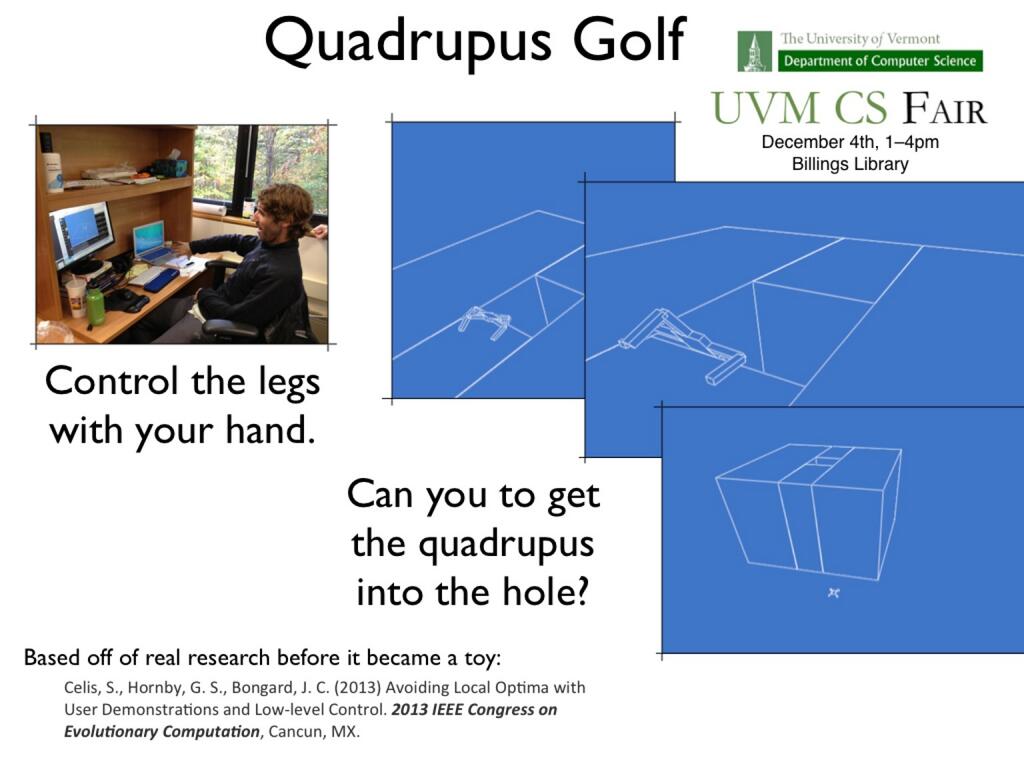 Quadrupus Golf
The University of Vermont
Department of Computer Science
UVM CS FAIR
December 4th, 1–4pm
Billings Library
Control the legs
with your hand.
Can you to get
the quadrupus
into the hole?
Based off of real research before it became a toy:
Celis, S., Hornby, G. S., Bongard, J. C. (2013) Avoiding Local Optima with
User Demonstrations and Low-level Control. 2013 IEEE Congress on
Evolutionary Computation, Cancun, MX.